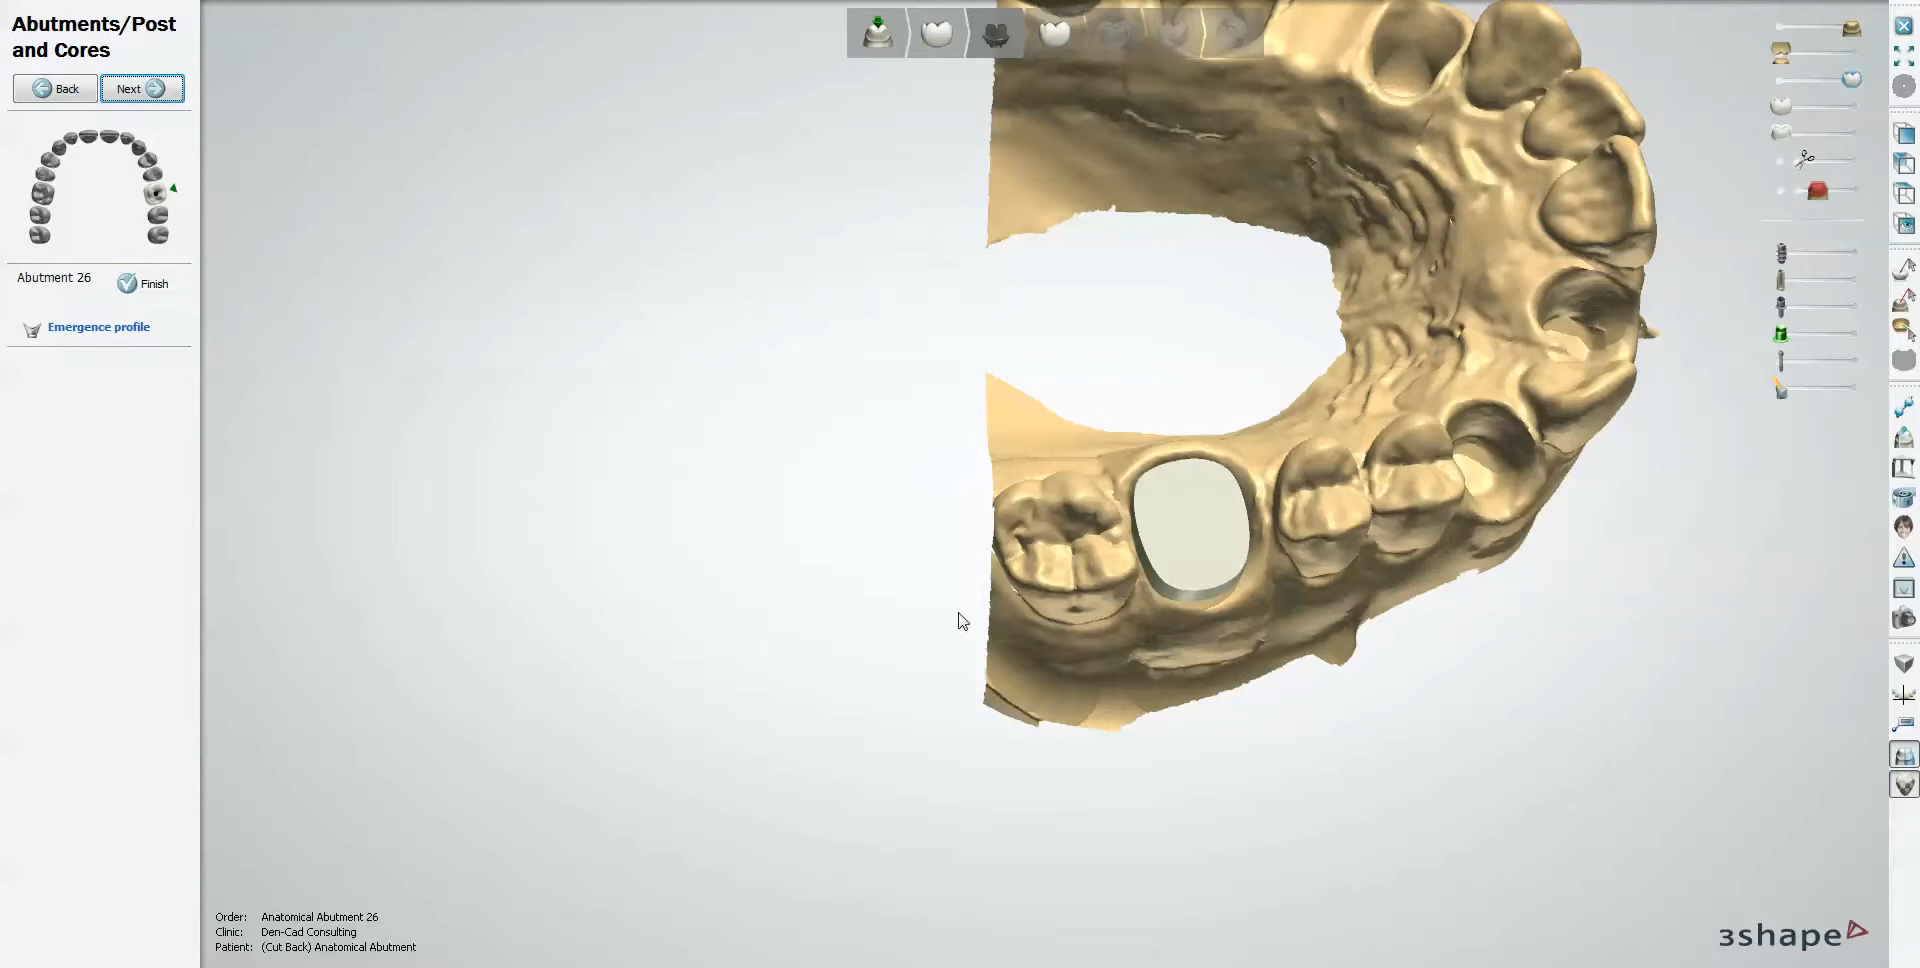 Abutments/Post
and Cores
Back
Next
Abutment 26
Finish
Emergence profile
Order: Anatomical Abutment 26
Clinic: Den-Cad Consulting
Patient: (Cut Back) Anatomical Abutment
3shape